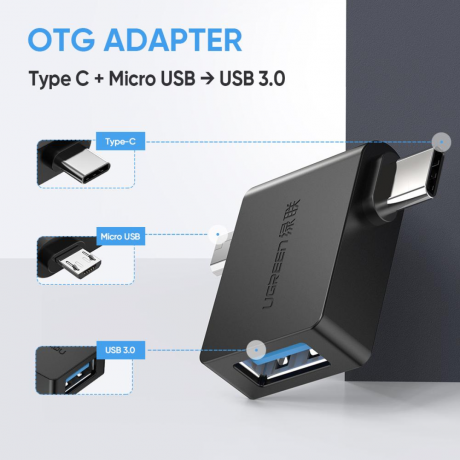 OTG ADAPTER
Type C + Micro USB → USB 3.0
Type-C
Micro USB
UGREEN 绿联
USB 3.0